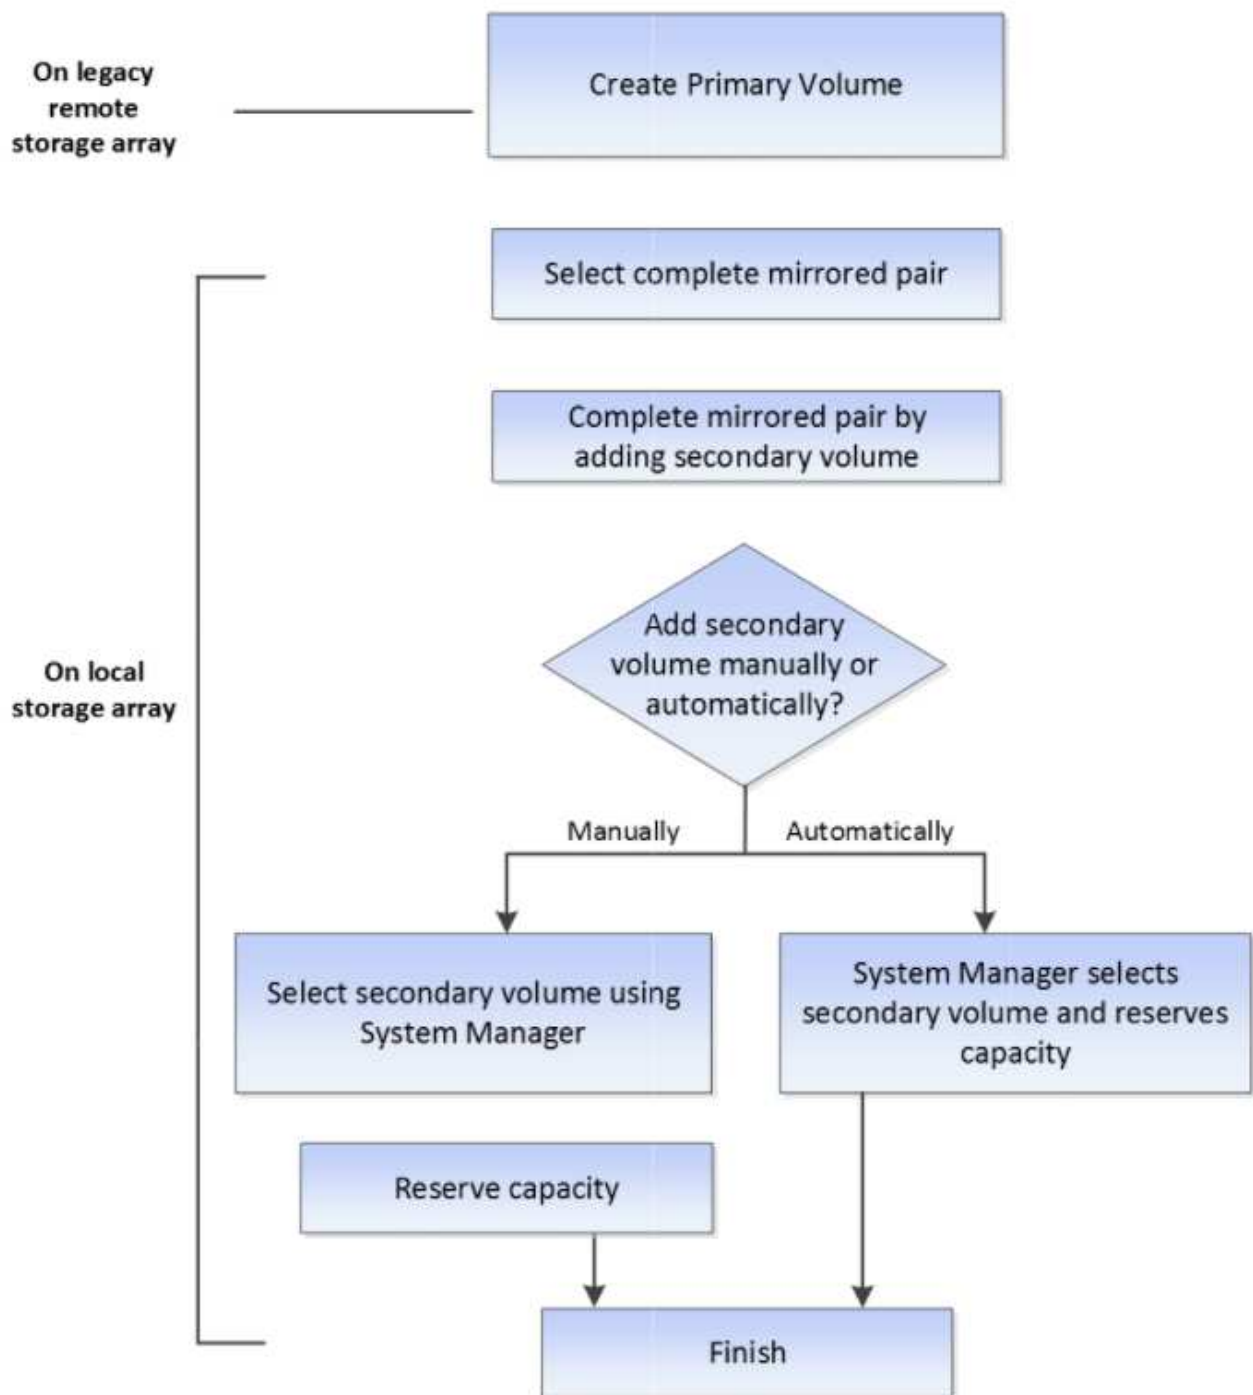 On legacy
remote
storage array
Create Primary Volume
Select complete mirrored pair
Complete mirrored pair by
adding secondary volume
Add secondary
volume manually or
automatically?
On local
storage array
Manually
Automatically
Select secondary volume using
System Manager
System Manager selects
secondary volume and reserves
capacity
Reserve capacity
Finish